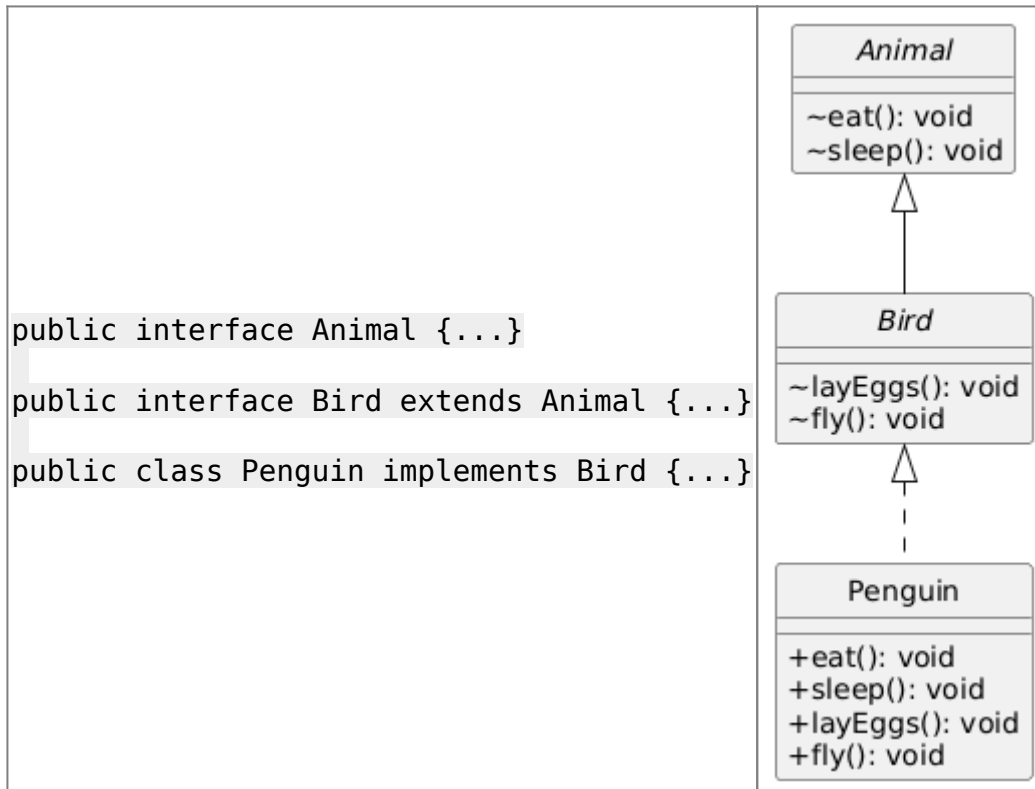 public interface Animal {...}
public interface Bird extends Animal {...}
public class Penguin implements Bird {...}
Animal
~eat(): void
~sleep(): void
Bird
~layEggs(): void
~fly(): void
Penguin
+eat(): void
+sleep(): void
+layEggs(): void
+fly(): void